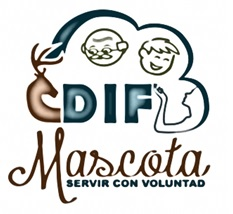 DIF
Mascota
SERVIR CON VOLUNTAD